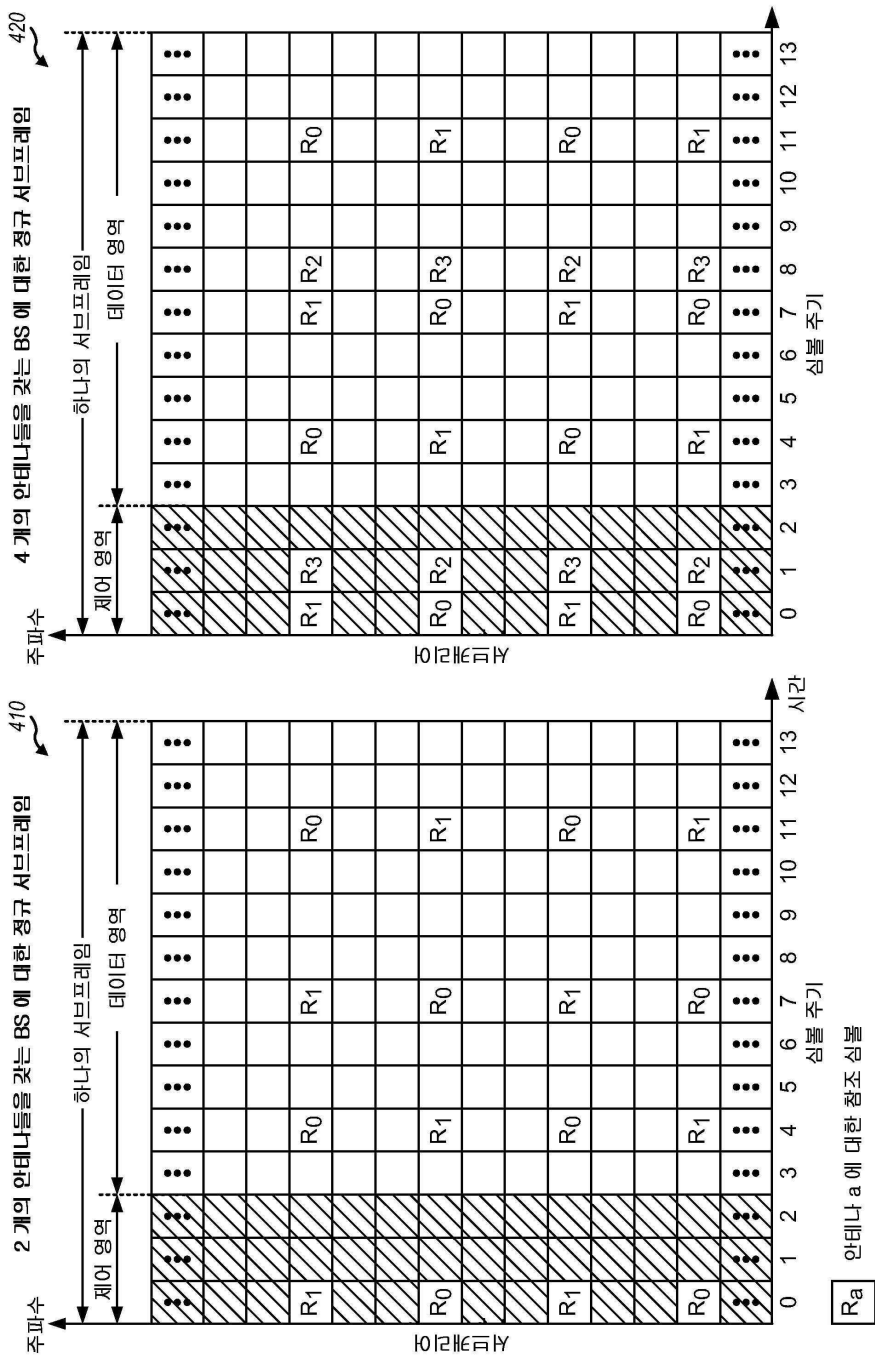 2 개의 안테나들을 갖는 BS 에 대한 정규 서브프레임
410
주파수
하나의 서브프레임
제어 영역 데이터 영역
서브캐리어
••• ••• ••• ••• ••• ••• ••• ••• ••• ••• ••• ••• ••• •••
R1 R0 R1 R0
R0 R1 R0 R1
R1 R0 R1 R0
R0 R1 R0 R1
••• ••• ••• ••• ••• ••• ••• ••• ••• ••• ••• ••• ••• •••
0 1 2 3 4 5 6 7 8 9 10 11 12 13
시간
심볼 주기
Ra 안테나 a 에 대한 참조 심볼
4 개의 안테나들을 갖는 BS 에 대한 정규 서브프레임
420
주파수
하나의 서브프레임
제어 영역 데이터 영역
서브캐리어
••• ••• ••• ••• ••• ••• ••• ••• ••• ••• ••• ••• ••• •••
R1 R3 R0 R1 R2 R0
R0 R2 R1 R0 R3 R1
R1 R3 R0 R1 R2 R0
R0 R2 R1 R0 R3 R1
••• ••• ••• ••• ••• ••• ••• ••• ••• ••• ••• ••• ••• •••
0 1 2 3 4 5 6 7 8 9 10 11 12 13
심볼 주기